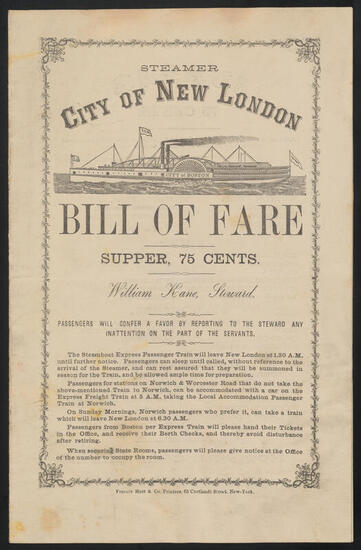 STEAMER
CITY OF NEW LONDON
CITY OF BOSTON
BILL OF FARE
SUPPER, 75 CENTS.
William Kane, Steward.
PASSENGERS WILL CONFER A FAVOR BY REPORTING TO THE STEWARD ANY
INATTENTION ON THE PART OF THE SERVANTS.
The Steamboat Express Passenger Train will leave New London at 1.30 A.M.
until further notice. Passengers can sleep until called, without reference to the
arrival of the Steamer, and can rest assured that they will be summoned in
season for the Train, and by allowed ample time for preparation.
Passengers for stations on Norwich & Worcester Road that do not take the
above-mentioned Train to Norwich, can be accommodated with a car on the
Express Freight Train at 5 A.M. taking the Local Accommodation Passenger
Train at Norwich.
On Sunday Mornings, Norwich passengers who prefer it, can take a train
which will leave New London at 6.30 A.M.
Passengers from Boston per Express Train will please hand their Tickets
in the Office, and receive their Berth Checks, and thereby avoid disturbance
after retiring.
When securing State Rooms, passengers will please give notice at the Office
of the number to occupy the room.
Francis Hart & Co. Printers, 63 Cortlandt Street, New-York.